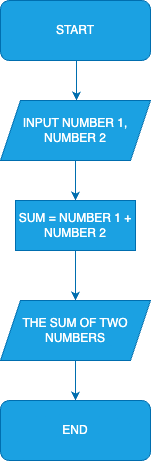 START
INPUT NUMBER 1,
NUMBER 2
SUM = NUMBER 1 +
NUMBER 2
THE SUM OF TWO
NUMBERS
END